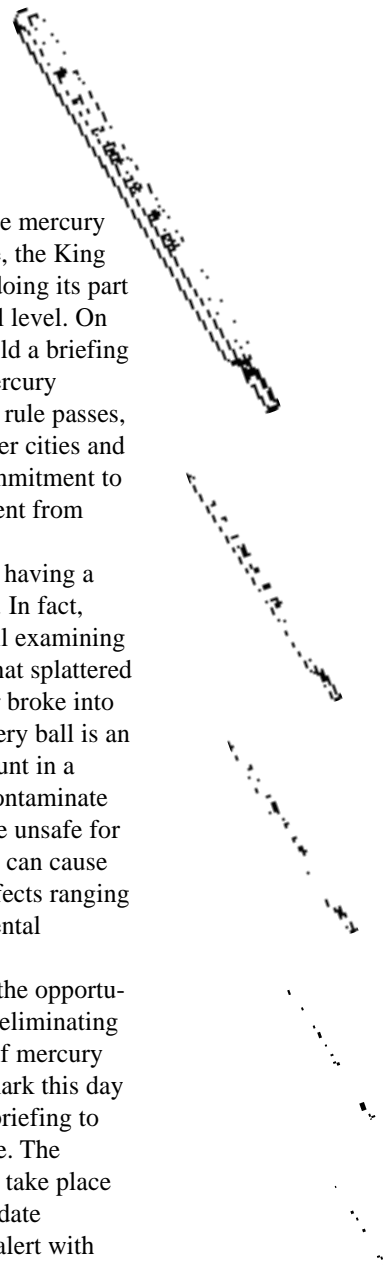 e mercury
, the King
loing its part
l level. On
ld a briefing
ercury
rule passes,
er cities and
nmitment to
ent from
having a
. In fact,
l examining
hat splattered
broke into
ery ball is an
unt in a
ontaminate
e unsafe for
can cause
fects ranging
ental
the opportu-
eliminating
f mercury
ark this day
briefing to
e. The
take place
date
alert with